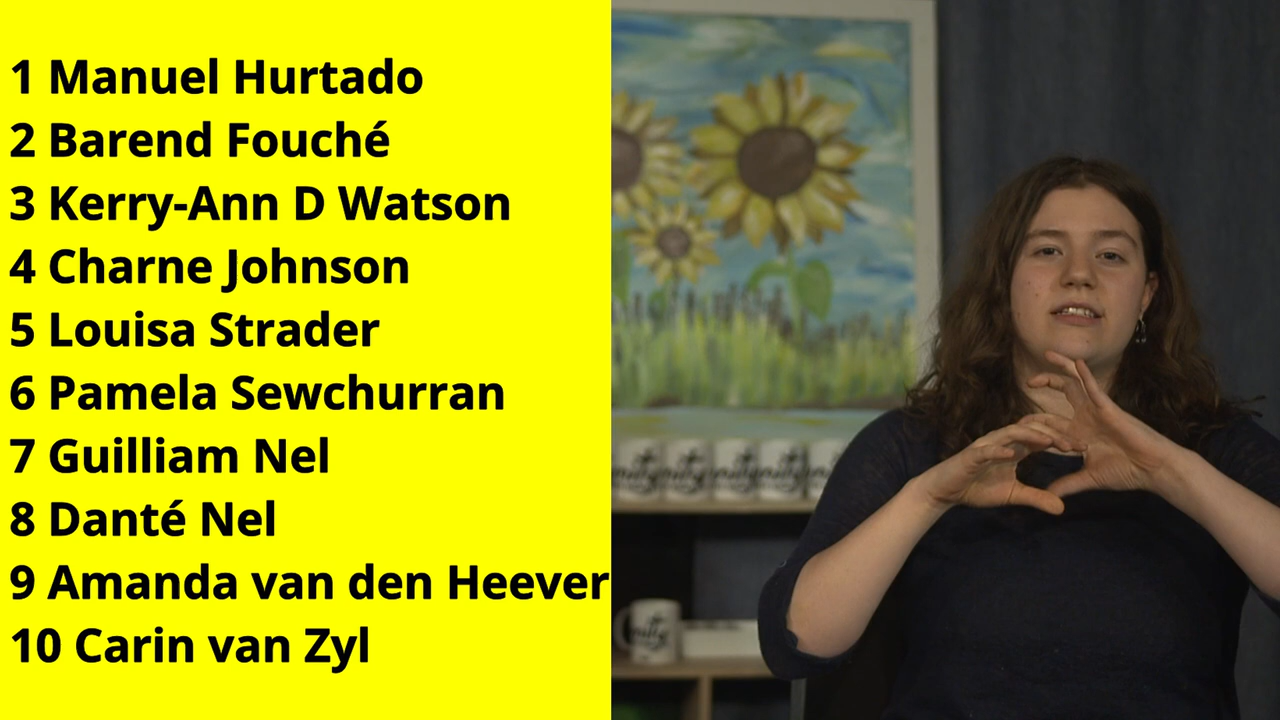 1 Manuel Hurtado
2 Barend Fouché
3 Kerry-Ann D Watson
4 Charne Johnson
5 Louisa Strader
6 Pamela Sewchurran
7 Guilliam Nel
8 Danté Nel
9 Amanda van den Heever
10 Carin van Zyl